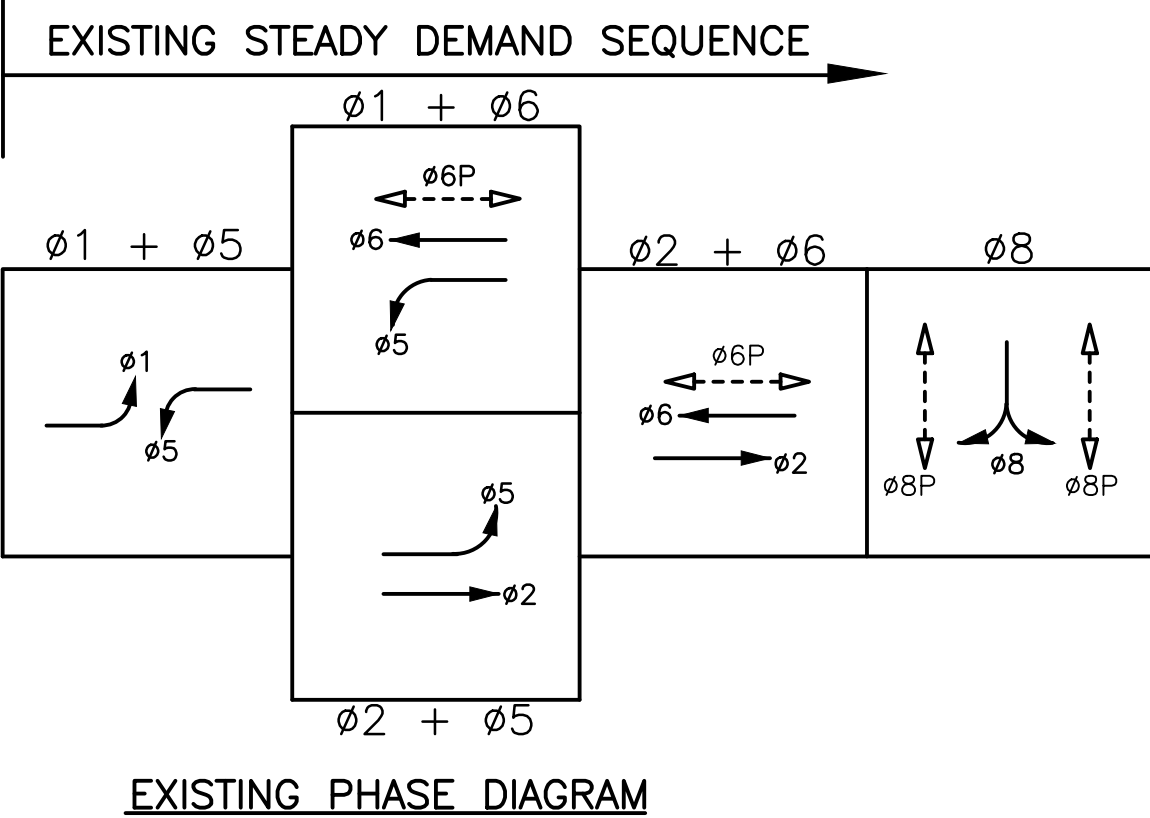 EXISTING STEADY DEMAND SEQUENCE
ø1 + ø6
ø6P
ø6
ø5
ø1 + ø5
ø1
ø5
ø2 + ø6
ø6P
ø6
ø2
ø8
ø8P
ø8
ø8P
ø5
ø2
ø2 + ø5
EXISTING PHASE DIAGRAM